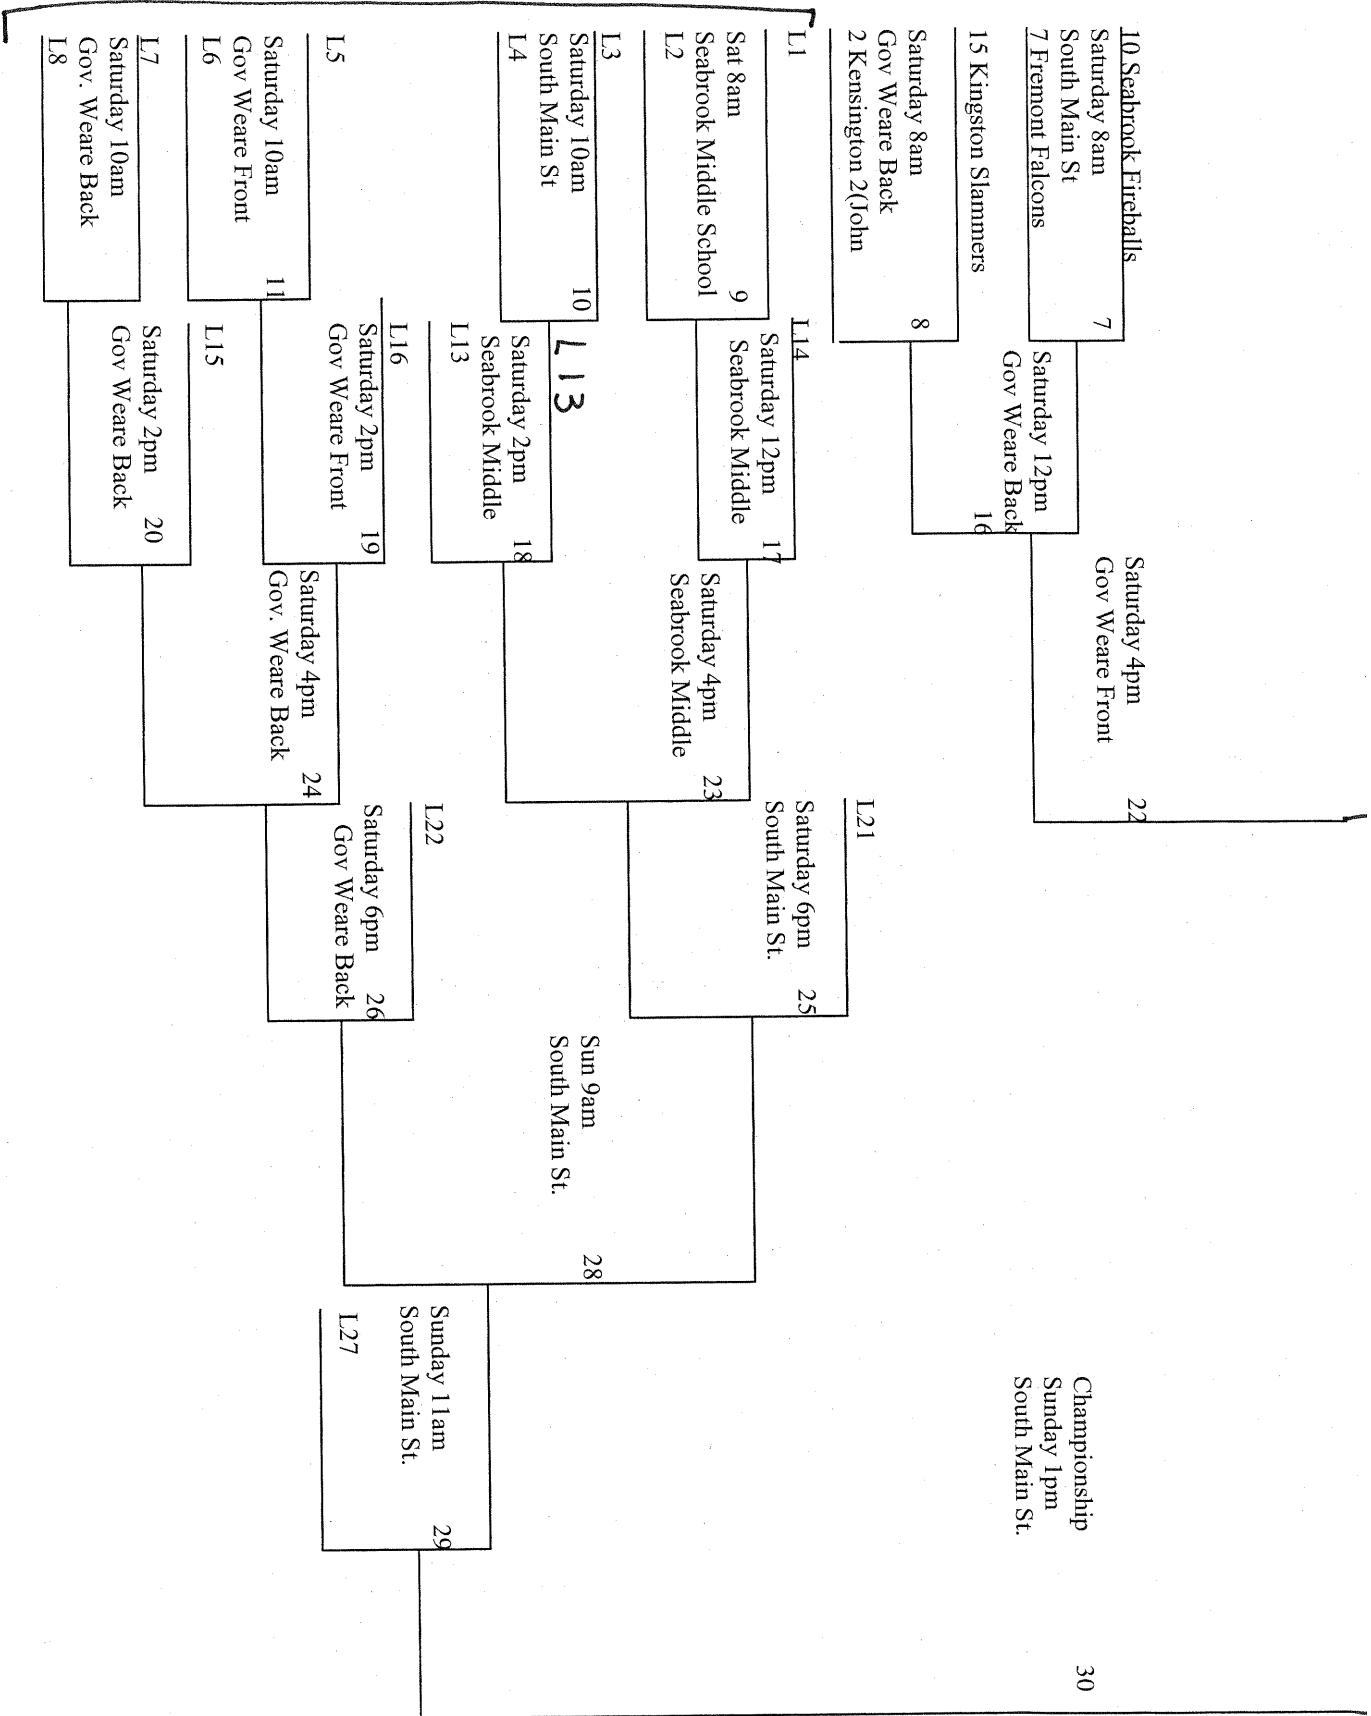 10 Seabrook Fireballs
Saturday 8am
South Main St
7 Fremont Falcons
7
15 Kingston Slammers
Saturday 8am
Gov Weare Back
2 Kensington 2(John
8
Saturday 12pm
Gov Weare Back
16
Saturday 4pm
Gov Weare Front
22
Championship
Sunday 1pm
South Main St.
30
L1
Sat 8am
Seabrook Middle School
L2
9
L14
Saturday 12pm
Seabrook Middle
17
L3
Saturday 10am
South Main St
L4
10
L13
Saturday 2pm
Seabrook Middle
L13
18
Saturday 4pm
Seabrook Middle
23
L21
Saturday 6pm
South Main St.
25
L5
Saturday 10am
Gov Weare Front
L6
11
L16
Saturday 2pm
Gov Weare Front
19
L7
Saturday 10am
Gov. Weare Back
L8
L15
Saturday 2pm
Gov Weare Back
20
Saturday 4pm
Gov. Weare Back
24
L22
Saturday 6pm
Gov Weare Back
26
Sun 9am
South Main St.
28
Sunday 11am
South Main St.
L27
29